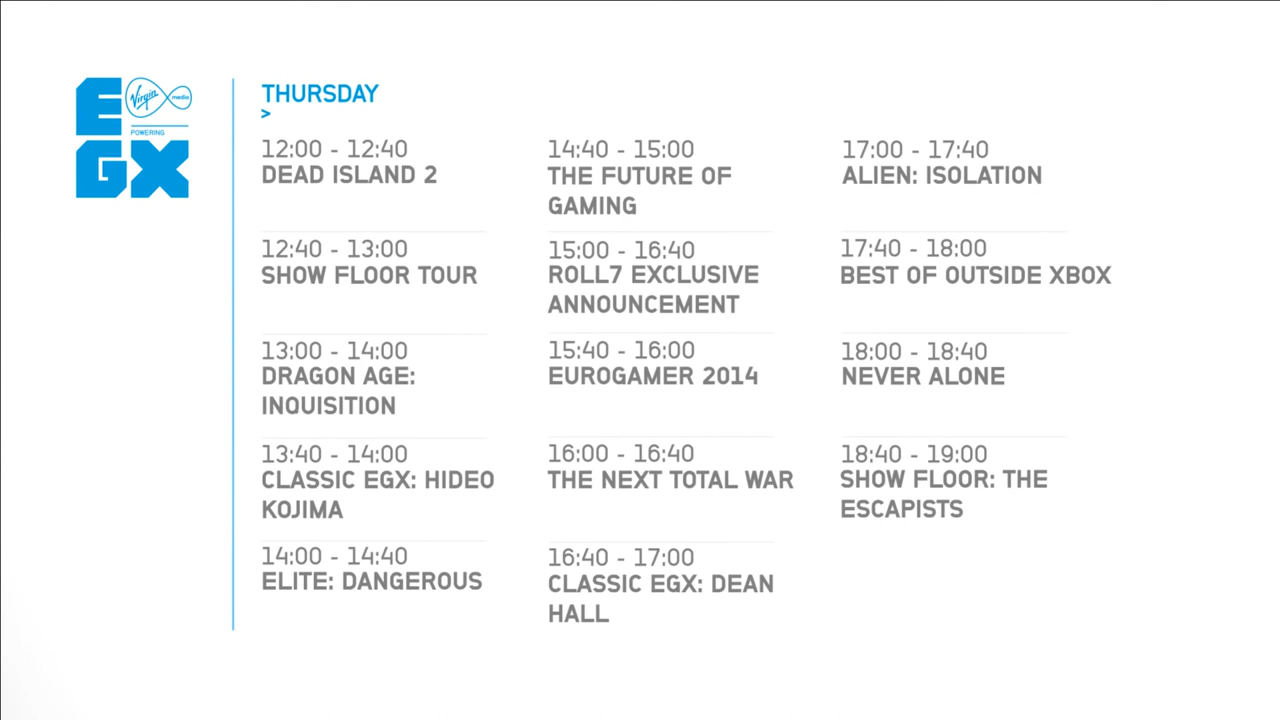 E
Virgin media
POWERING
GX
THURSDAY
>
12:00 - 12:40
DEAD ISLAND 2
12:40 - 13:00
SHOW FLOOR TOUR
13:00 - 14:00
DRAGON AGE:
INQUISITION
13:40 - 14:00
CLASSIC EGX: HIDEO
KOJIMA
14:00 - 14:40
ELITE: DANGEROUS
14:40 - 15:00
THE FUTURE OF
GAMING
15:00 - 16:40
ROLL7 EXCLUSIVE
ANNOUNCEMENT
15:40 - 16:00
EUROGAMER 2014
16:00 - 16:40
THE NEXT TOTAL WAR
16:40 - 17:00
CLASSIC EGX: DEAN
HALL
17:00 - 17:40
ALIEN: ISOLATION
17:40 - 18:00
BEST OF OUTSIDE XBOX
18:00 - 18:40
NEVER ALONE
18:40 - 19:00
SHOW FLOOR: THE
ESCAPISTS